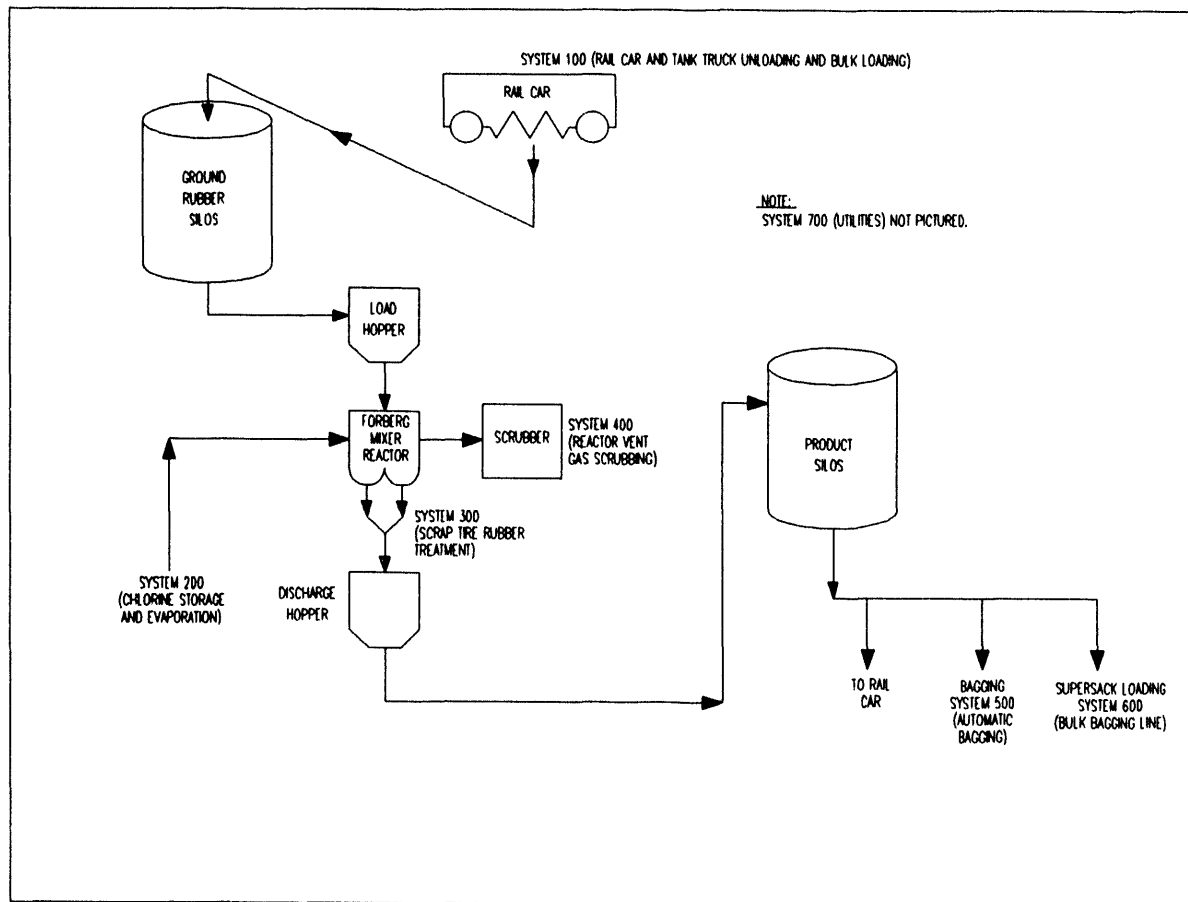 SYSTEM 100 (RAIL CAR AND TANK TRUCK UNLOADING AND BULK LOADING)
RAIL CAR
GROUND
RUBBER
SILOS
NOTE:
SYSTEM 700 (UTILITIES) NOT PICTURED.
LOAD
HOPPER
FORBERG
MIXER
REACTOR
SCRUBBER
SYSTEM 400
(REACTOR VENT
GAS SCRUBBING)
PRODUCT
SILOS
SYSTEM 300
(SCRAP TIRE RUBBER
TREATMENT)
SYSTEM 200
(CHLORINE STORAGE
AND EVAPORATION)
DISCHARGE
HOPPER
TO RAIL
CAR
BAGGING
SYSTEM 500
(AUTOMATIC
BAGGING)
SUPERSACK LOADING
SYSTEM 600
(BULK BAGGING LINE)